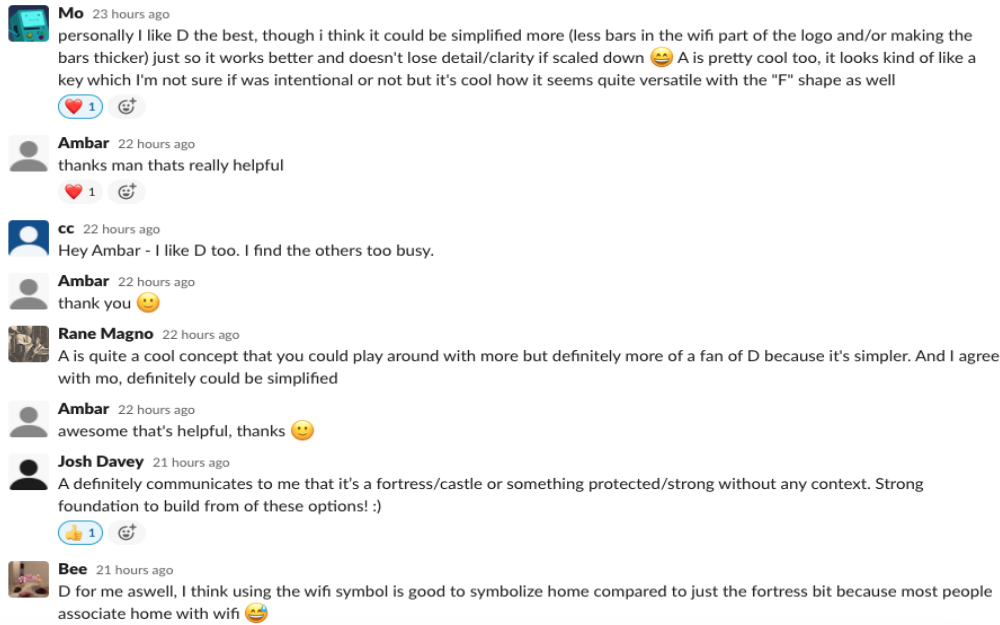 Mo 23 hours ago
personally I like D the best, though i think it could be simplified more (less bars in the wifi part of the logo and/or making the
bars thicker) just so it works better and doesn't lose detail/clarity if scaled down 😄 A is pretty cool too, it looks kind of like a
key which I'm not sure if was intentional or not but it's cool how it seems quite versatile with the "F" shape as well
❤️ 1
Ambar 22 hours ago
thanks man thats really helpful
❤️ 1
cc 22 hours ago
Hey Ambar - I like D too. I find the others too busy.
Ambar 22 hours ago
thank you 🙂
Rane Magno 22 hours ago
A is quite a cool concept that you could play around with more but definitely more of a fan of D because it's simpler. And I agree
with mo, definitely could be simplified
Ambar 22 hours ago
awesome that's helpful, thanks 🙂
Josh Davey 21 hours ago
A definitely communicates to me that it's a fortress/castle or something protected/strong without any context. Strong
foundation to build from of these options! :)
👍 1
Bee 21 hours ago
D for me aswell, I think using the wifi symbol is good to symbolize home compared to just the fortress bit because most people
associate home with wifi 😅